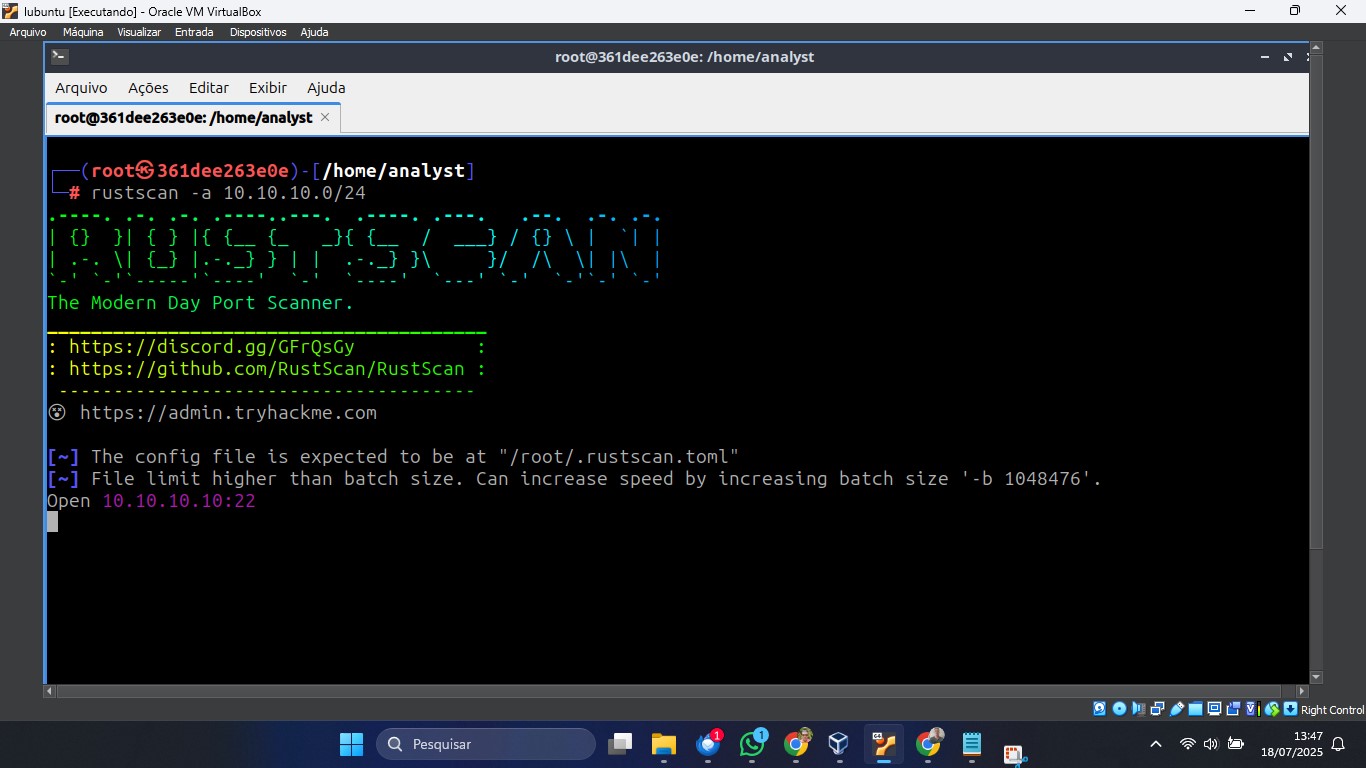 lubuntu [Executando] - Oracle VM VirtualBox
Arquivo Máquina Visualizar Entrada Dispositivos Ajuda
root@361dee263e0e: /home/analyst
Arquivo Ações Editar Exibir Ajuda
root@361dee263e0e: /home/analyst
┌──(root㉿361dee263e0e)-[/home/analyst]
└─# rustscan -a 10.10.10.0/24
.----. .-. .-. .----..---.  .----. .---.   .--.  .-. .-.
| {}  }| { } |{ {__ {_   _}{ {__  /  ___} / {} \ |  `| |
| .-. \| {_} |.-._} } | |  .-._} }\     }/  /\  \| |\  |
`-' `-'`-----'`----'  `-'  `----'  `---' `-'  `-'`-' `-'
The Modern Day Port Scanner.
________________________________________
: https://discord.gg/GFrQsGy           :
: https://github.com/RustScan/RustScan :
 --------------------------------------
😵 https://admin.tryhackme.com
[~] The config file is expected to be at "/root/.rustscan.toml"
[~] File limit higher than batch size. Can increase speed by increasing batch size '-b 1048476'.
Open 10.10.10.10:22
Right Control
Pesquisar
1
1
13:47
18/07/2025